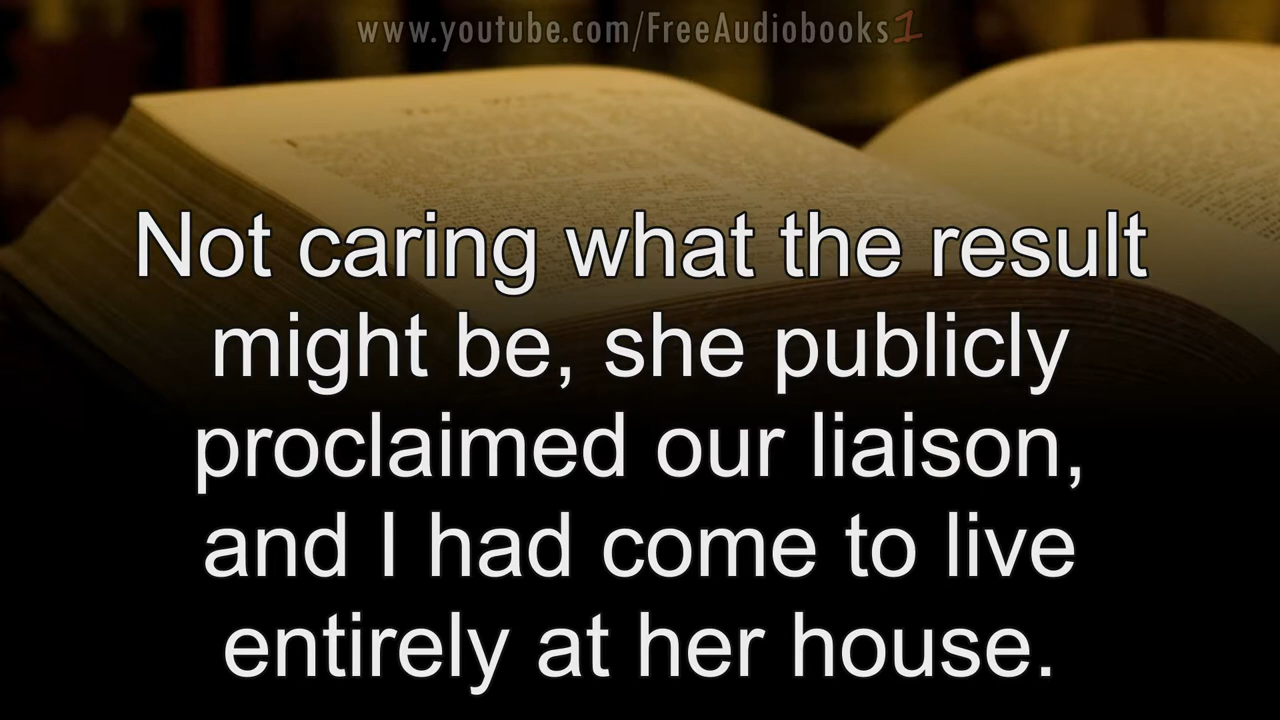 www.youtube.com/FreeAudiobooks1
Not caring what the result
might be, she publicly
proclaimed our liaison,
and I had come to live
entirely at her house.